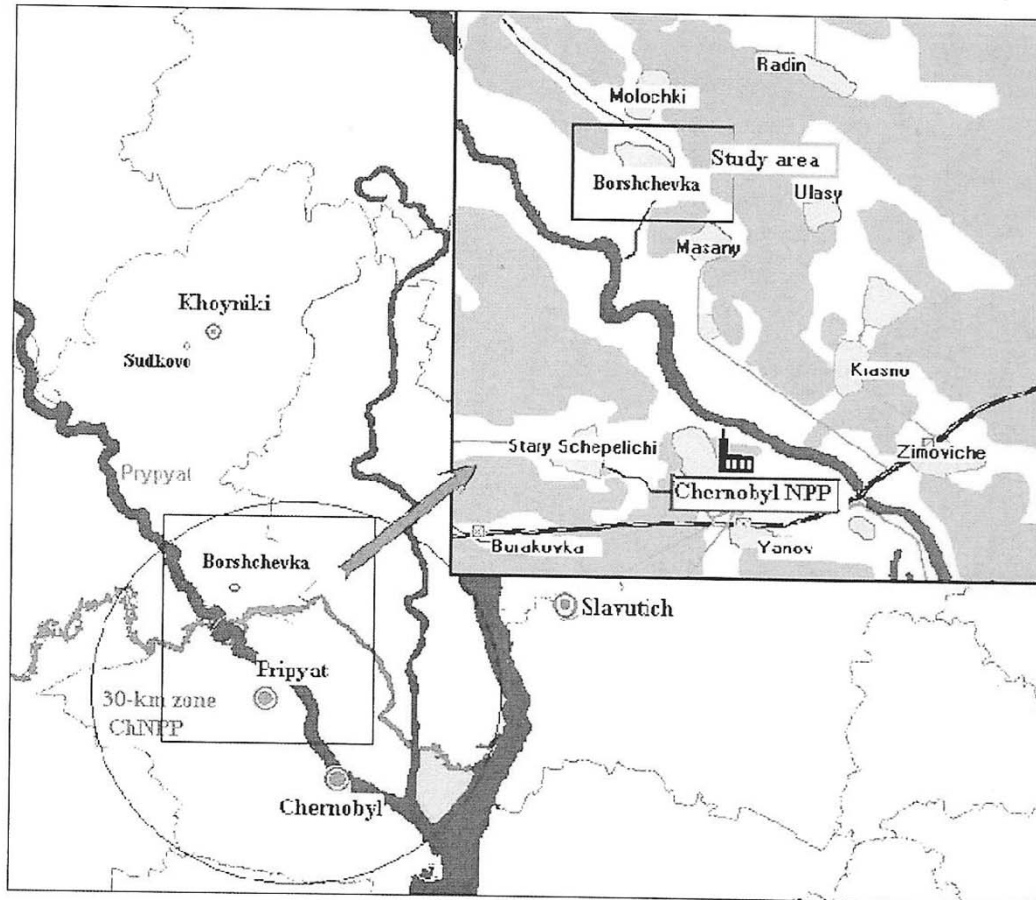 Radin
Molochki
Study area
Borshchevka
Ulasy
Masany
Khoyniki
Sudkovo
Krasno
Stary Schepelichi
Zimoviche
Prypyat
Chernobyl NPP
Burakovka
Yanov
Borshchevka
Slavutich
Pripyat
30-km zone
ChNPP
Chernobyl